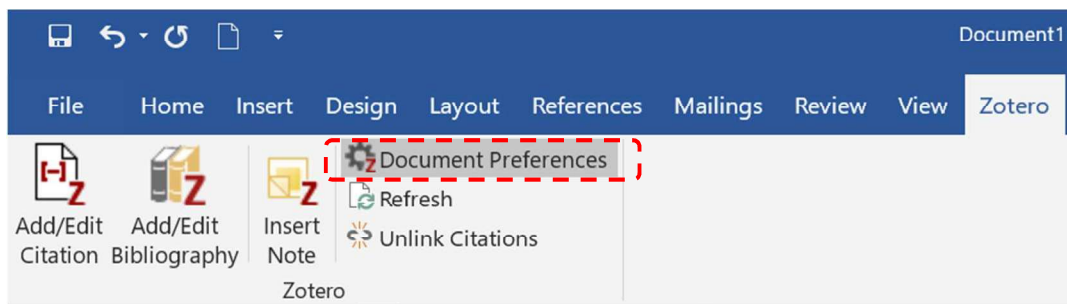 Document1
File Home Insert Design Layout References Mailings Review View Zotero
Document Preferences
Refresh
Unlink Citations
Add/Edit Citation
Add/Edit Bibliography
Insert Note
Zotero